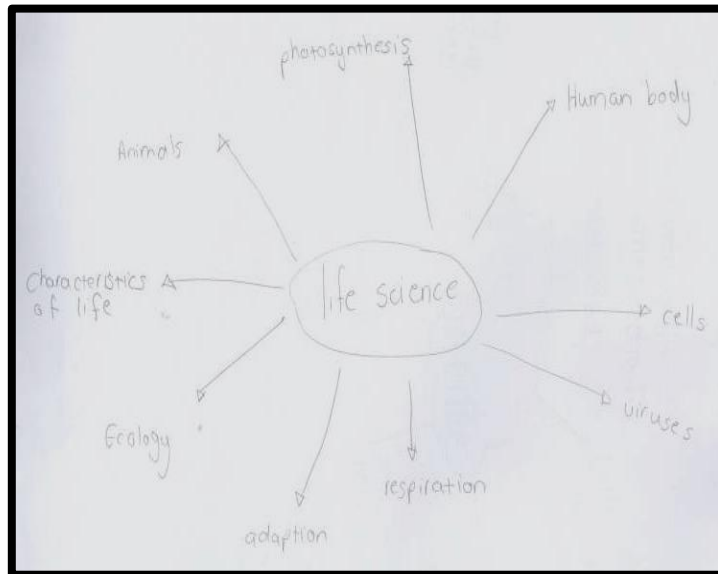 photosynthesis
Human body
Animals
characteristics
of life
life science
cells
viruses
Ecology
respiration
adaption